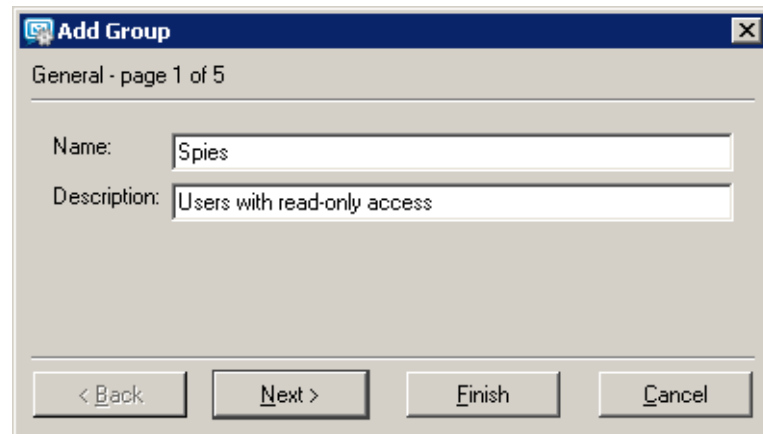 Add Group
General - page 1 of 5
Name: Spies
Description: Users with read-only access
< Back Next > Finish Cancel